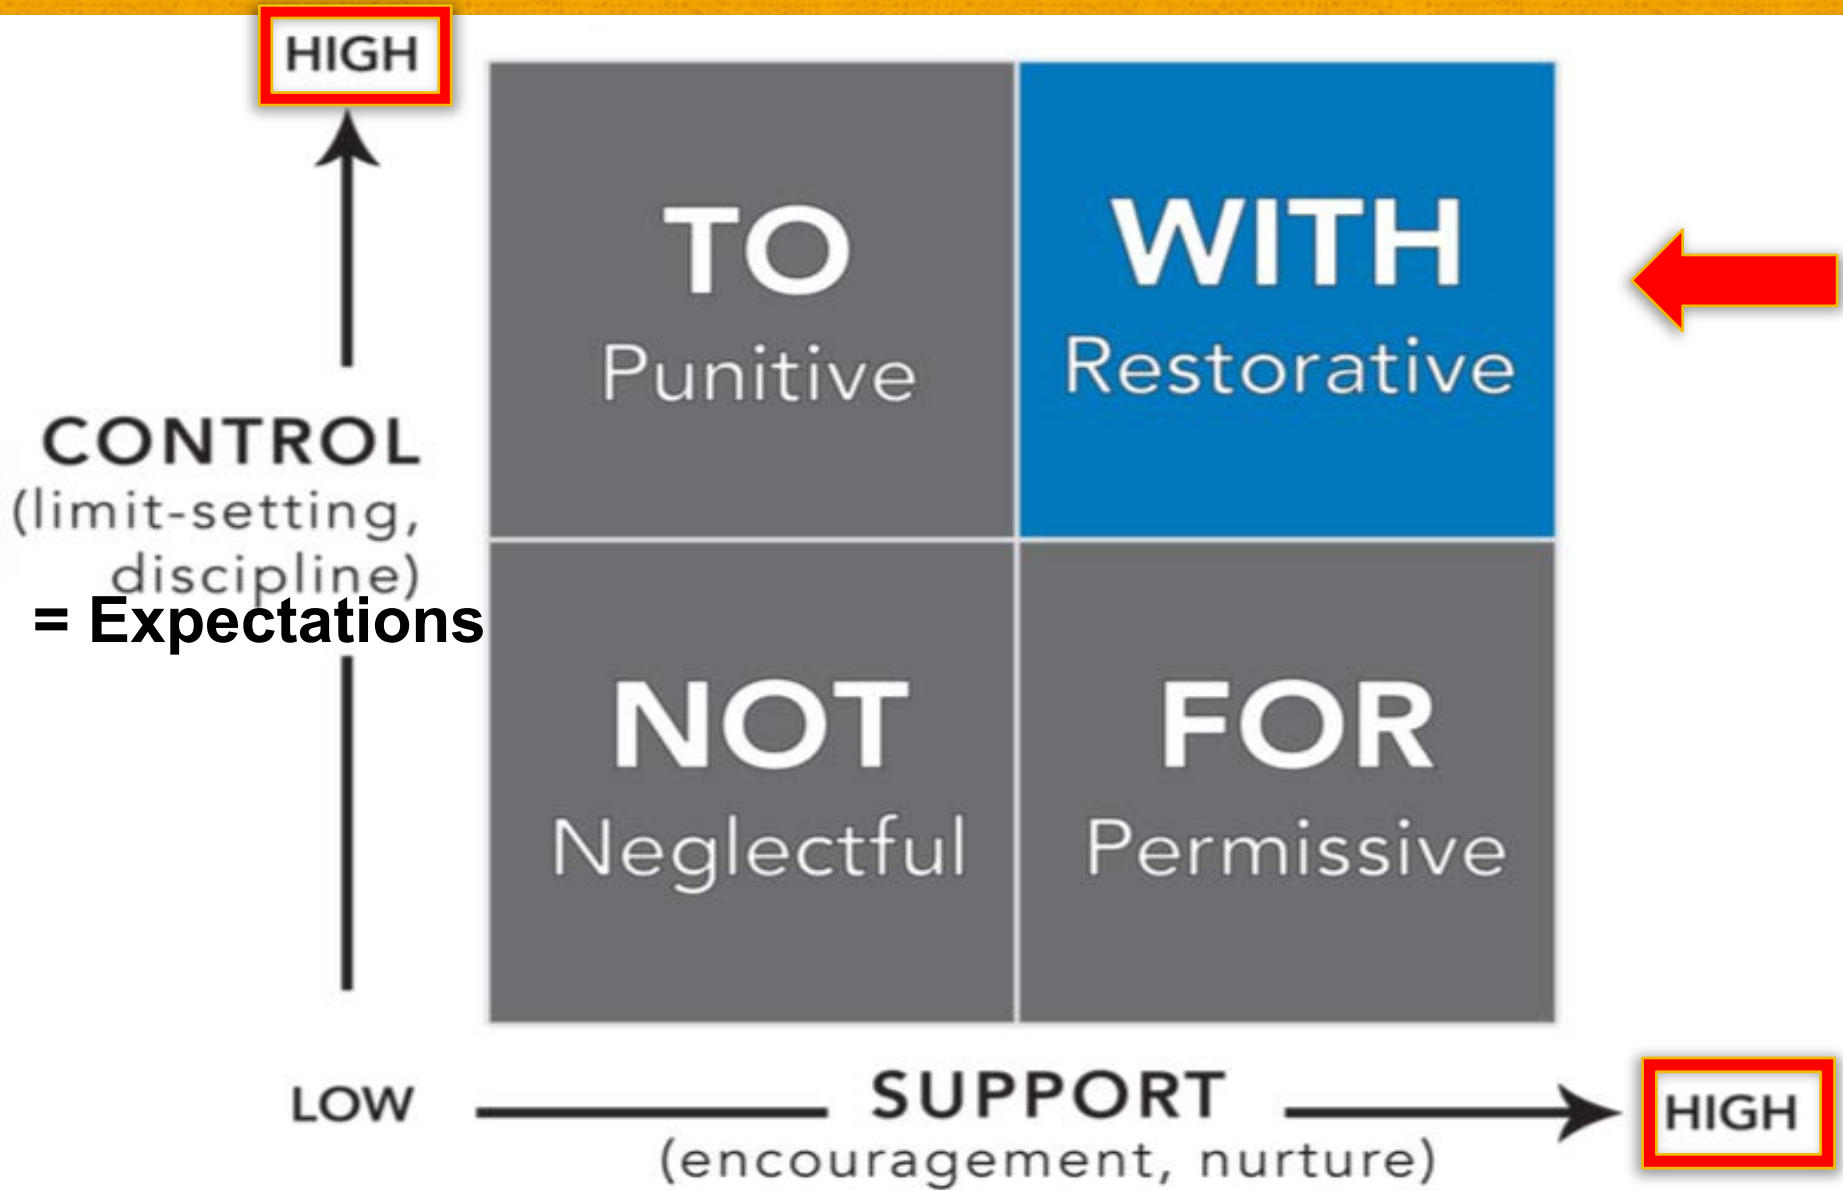 HIGH
TO
Punitive
WITH
Restorative
CONTROL
(limit-setting,
discipline)
= Expectations
NOT
Neglectful
FOR
Permissive
LOW
SUPPORT
(encouragement, nurture)
HIGH